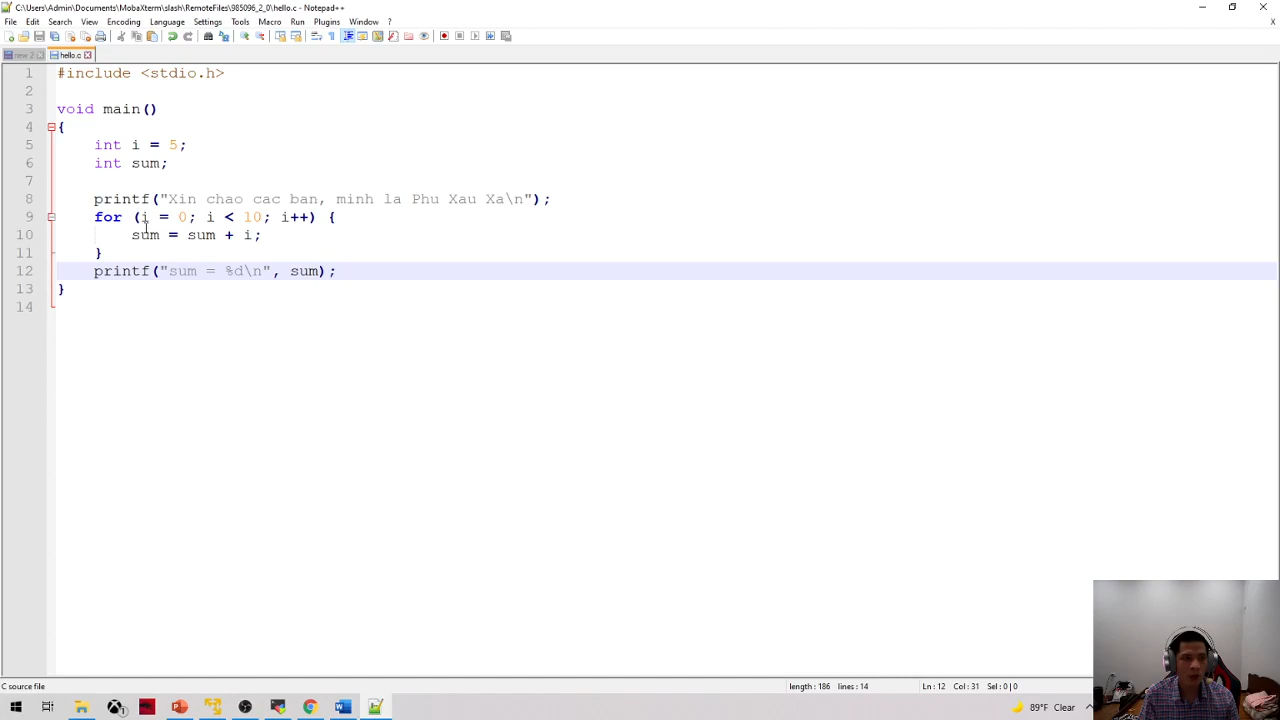 C:\Users\Admin\Documents\MobaXterm\slash\RemoteFiles\985096_2_0\hello.c - Notepad++
File Edit Search View Encoding Language Settings Tools Macro Run Plugins Window ?
new 2 hello.c
1 #include <stdio.h>
2
3 void main()
4 {
5 int i = 5;
6 int sum;
7
8 printf("Xin chao cac ban, minh la Phu Xau Xa\n");
9 for (i = 0; i < 10; i++) {
10 sum = sum + i;
11 }
12 printf("sum = %d\n", sum);
13 }
14
C source file length : 186 lines : 14 Ln : 12 Col : 31 Sel : 0 | 0
89°F Clear